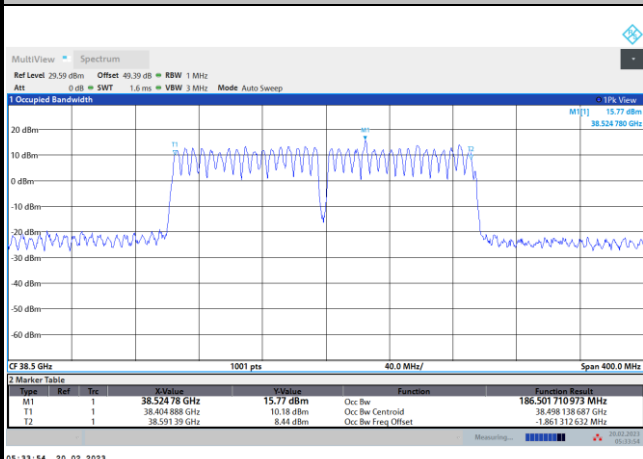 MultiView Spectrum
Ref Level 29.59 dBm Offset 49.39 dB RBW 1 MHz
Att 0 dB SWT 1.6 ms VBW 3 MHz Mode Auto Sweep
1 Occupied Bandwidth 1Pk View
M1[1] 15.77 dBm
38.524 780 GHz
20 dBm
M1
T1
T2
10 dBm
0 dBm
-10 dBm
-20 dBm
-30 dBm
-40 dBm
-50 dBm
-60 dBm
CF 38.5 GHz 1001 pts 40.0 MHz/ Span 400.0 MHz
2 Marker Table
Type Ref Trc X-Value Y-Value Function Function Result
M1 1 38.524 78 GHz 15.77 dBm Occ Bw 186.501 710 973 MHz
T1 1 38.404 888 GHz 10.18 dBm Occ Bw Centroid 38.498 138 687 GHz
T2 1 38.591 39 GHz 8.44 dBm Occ Bw Freq Offset -1.861 312 632 MHz
Measuring... 20.02.2023
05:33:54
05:33:54 20.02.2023